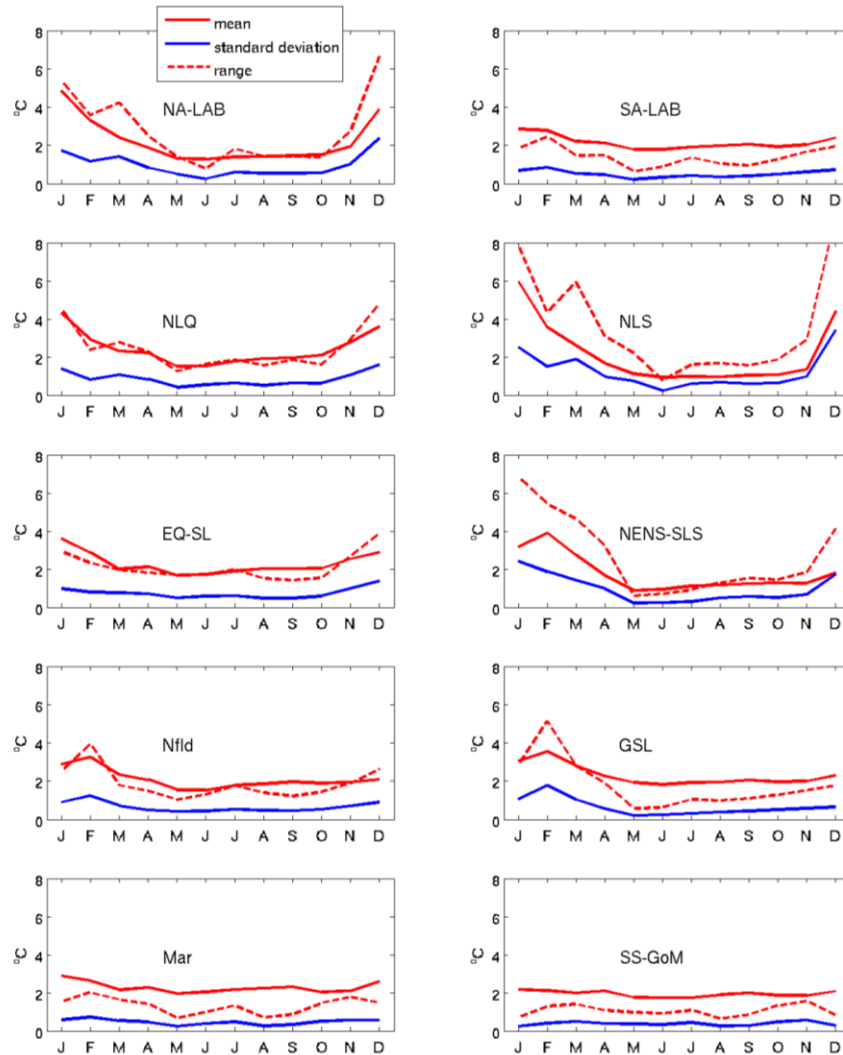 mean
standard deviation
range
8
6
4
2
0
°C
NA-LAB
J F M A M J J A S O N D
8
6
4
2
0
°C
SA-LAB
J F M A M J J A S O N D
8
6
4
2
0
°C
NLQ
J F M A M J J A S O N D
8
6
4
2
0
°C
NLS
J F M A M J J A S O N D
8
6
4
2
0
°C
EQ-SL
J F M A M J J A S O N D
8
6
4
2
0
°C
NENS-SLS
J F M A M J J A S O N D
8
6
4
2
0
°C
Nfld
J F M A M J J A S O N D
8
6
4
2
0
°C
GSL
J F M A M J J A S O N D
8
6
4
2
0
°C
Mar
J F M A M J J A S O N D
8
6
4
2
0
°C
SS-GoM
J F M A M J J A S O N D